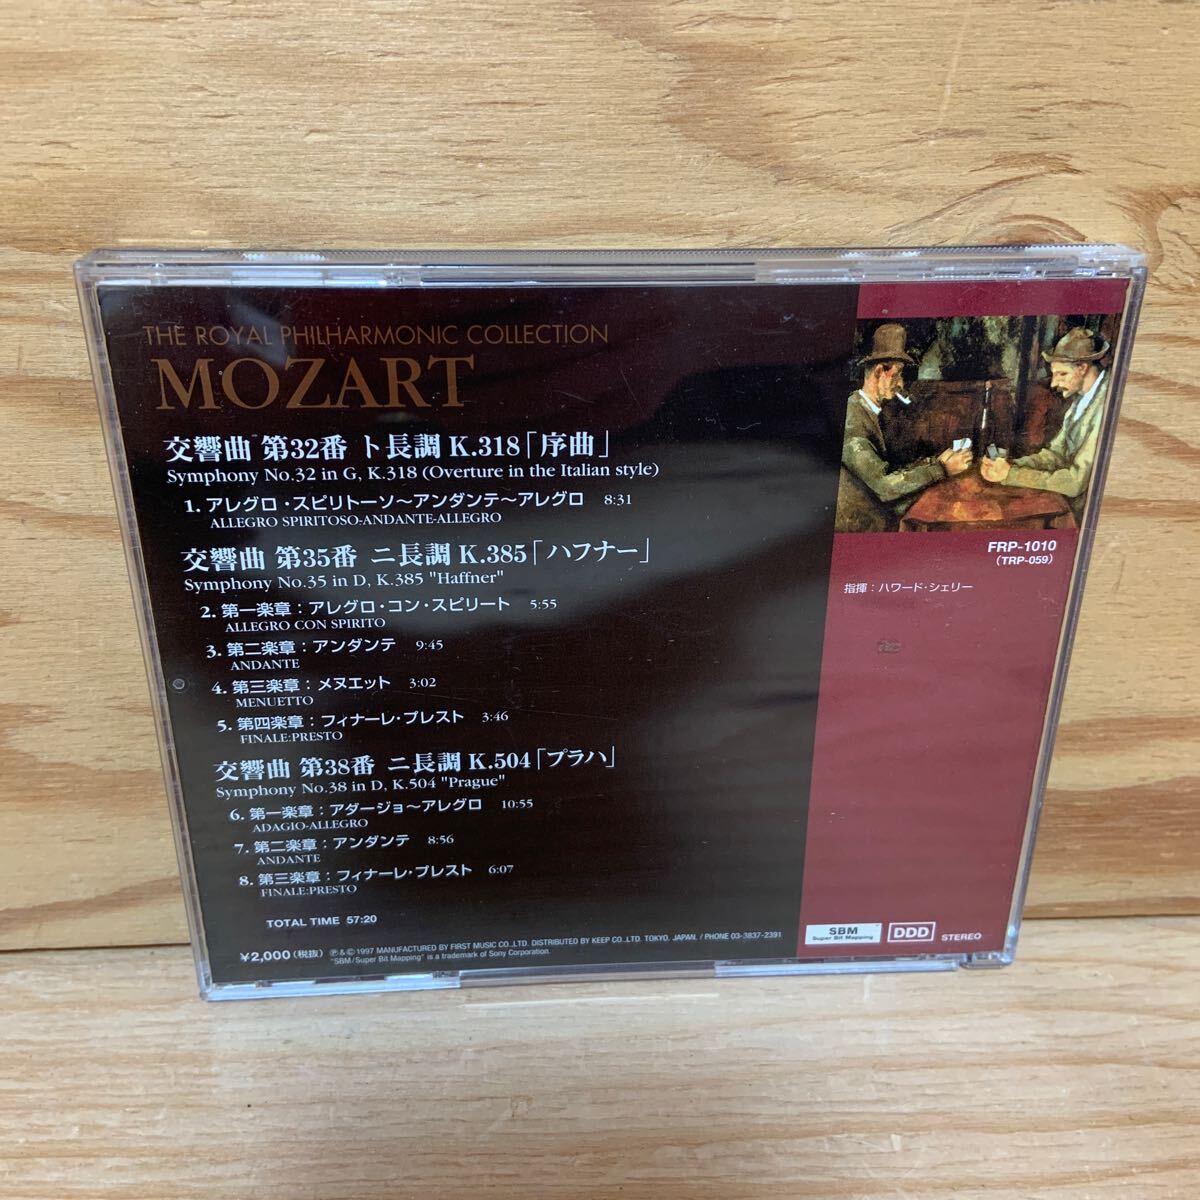 THE ROYAL PHILHARMONIC COLLECTION
MOZART
交響曲 第32番 ト長調 K.318「序曲」
Symphony No.32 in G, K.318 (Overture in the Italian style)
1. アレグロ・スピリトーソ～アンダンテ～アレグロ 8:31
ALLEGRO SPIRITOSO-ANDANTE-ALLEGRO
交響曲 第35番 ニ長調 K.385「ハフナー」
Symphony No.35 in D, K.385 "Haffner"
2. 第一楽章：アレグロ・コン・スピリート 5:55
ALLEGRO CON SPIRITO
3. 第二楽章：アンダンテ 9:45
ANDANTE
4. 第三楽章：メヌエット 3:02
MENUETTO
5. 第四楽章：フィナーレ・プレスト 3:46
FINALE:PRESTO
交響曲 第38番 ニ長調 K.504「プラハ」
Symphony No.38 in D, K.504 "Prague"
6. 第一楽章：アダージョ～アレグロ 10:55
ADAGIO-ALLEGRO
7. 第二楽章：アンダンテ 8:56
ANDANTE
8. 第三楽章：フィナーレ・プレスト 6:07
FINALE:PRESTO
TOTAL TIME 57:20
¥2,000(税抜) ℗&© 1997 MANUFACTURED BY FIRST MUSIC CO.,LTD. DISTRIBUTED BY KEEP CO.,LTD. TOKYO, JAPAN. / PHONE 03-3837-2391
"SBM/Super Bit Mapping" is a trademark of Sony Corporation.
FRP-1010
(TRP-059)
指揮：ハワード・シェリー
SBM
Super Bit Mapping
DDD
STEREO